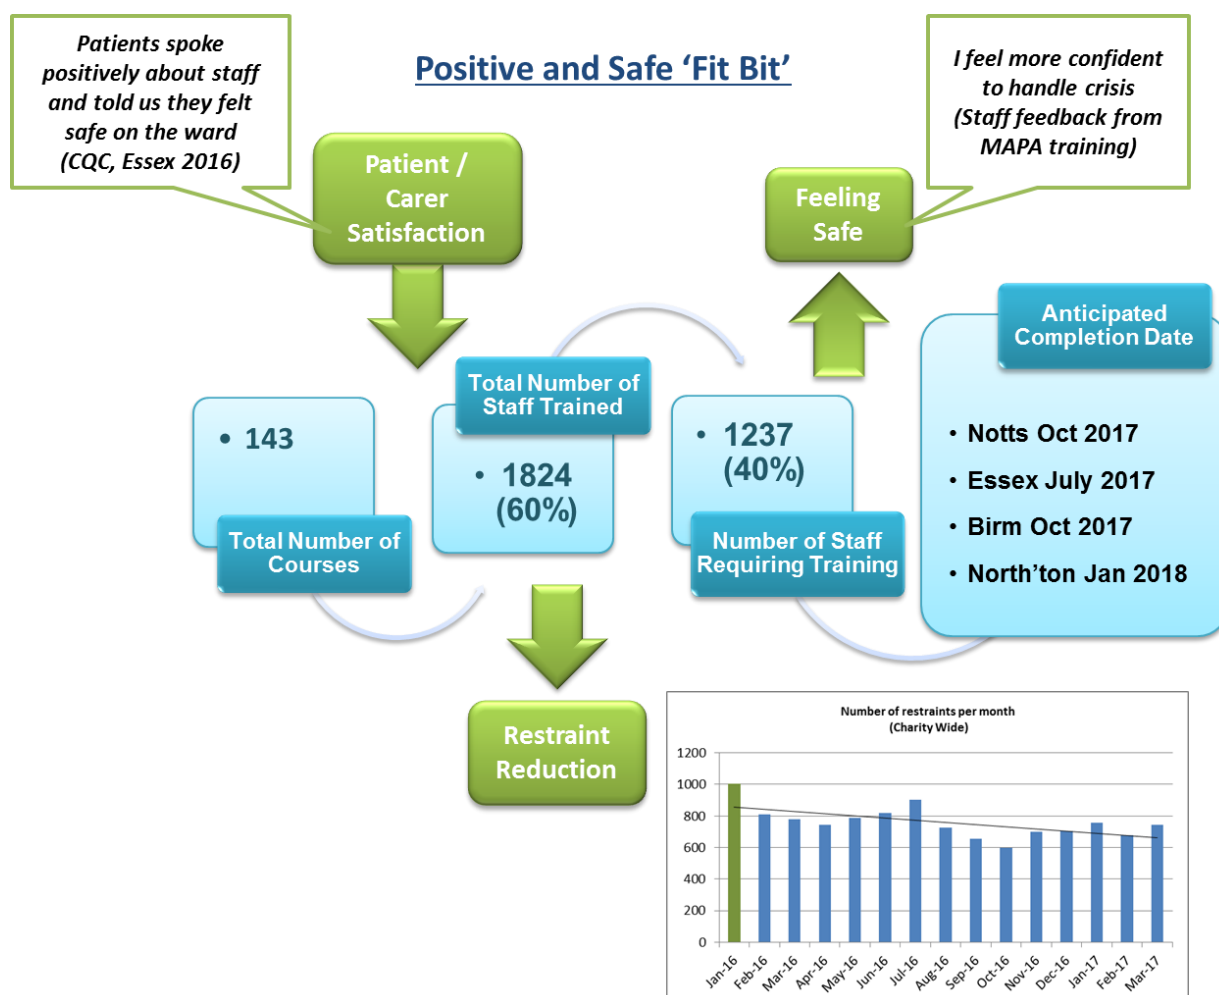 Patients spoke
positively about staff
and told us they felt
safe on the ward
(CQC, Essex 2016)
Positive and Safe ‘Fit Bit’
I feel more confident
to handle crisis
(Staff feedback from
MAPA training)
Patient /
Carer
Satisfaction
Feeling
Safe
• 143
Total Number of
Courses
Total Number of
Staff Trained
• 1824
(60%)
• 1237
(40%)
Number of Staff
Requiring Training
Anticipated
Completion Date
• Notts Oct 2017
• Essex July 2017
• Birm Oct 2017
• North’ton Jan 2018
Restraint
Reduction
Number of restraints per month
(Charity Wide)
1200
1000
800
600
400
200
0
Jan-16
Feb-16
Mar-16
Apr-16
May-16
Jun-16
Jul-16
Aug-16
Sep-16
Oct-16
Nov-16
Dec-16
Jan-17
Feb-17
Mar-17